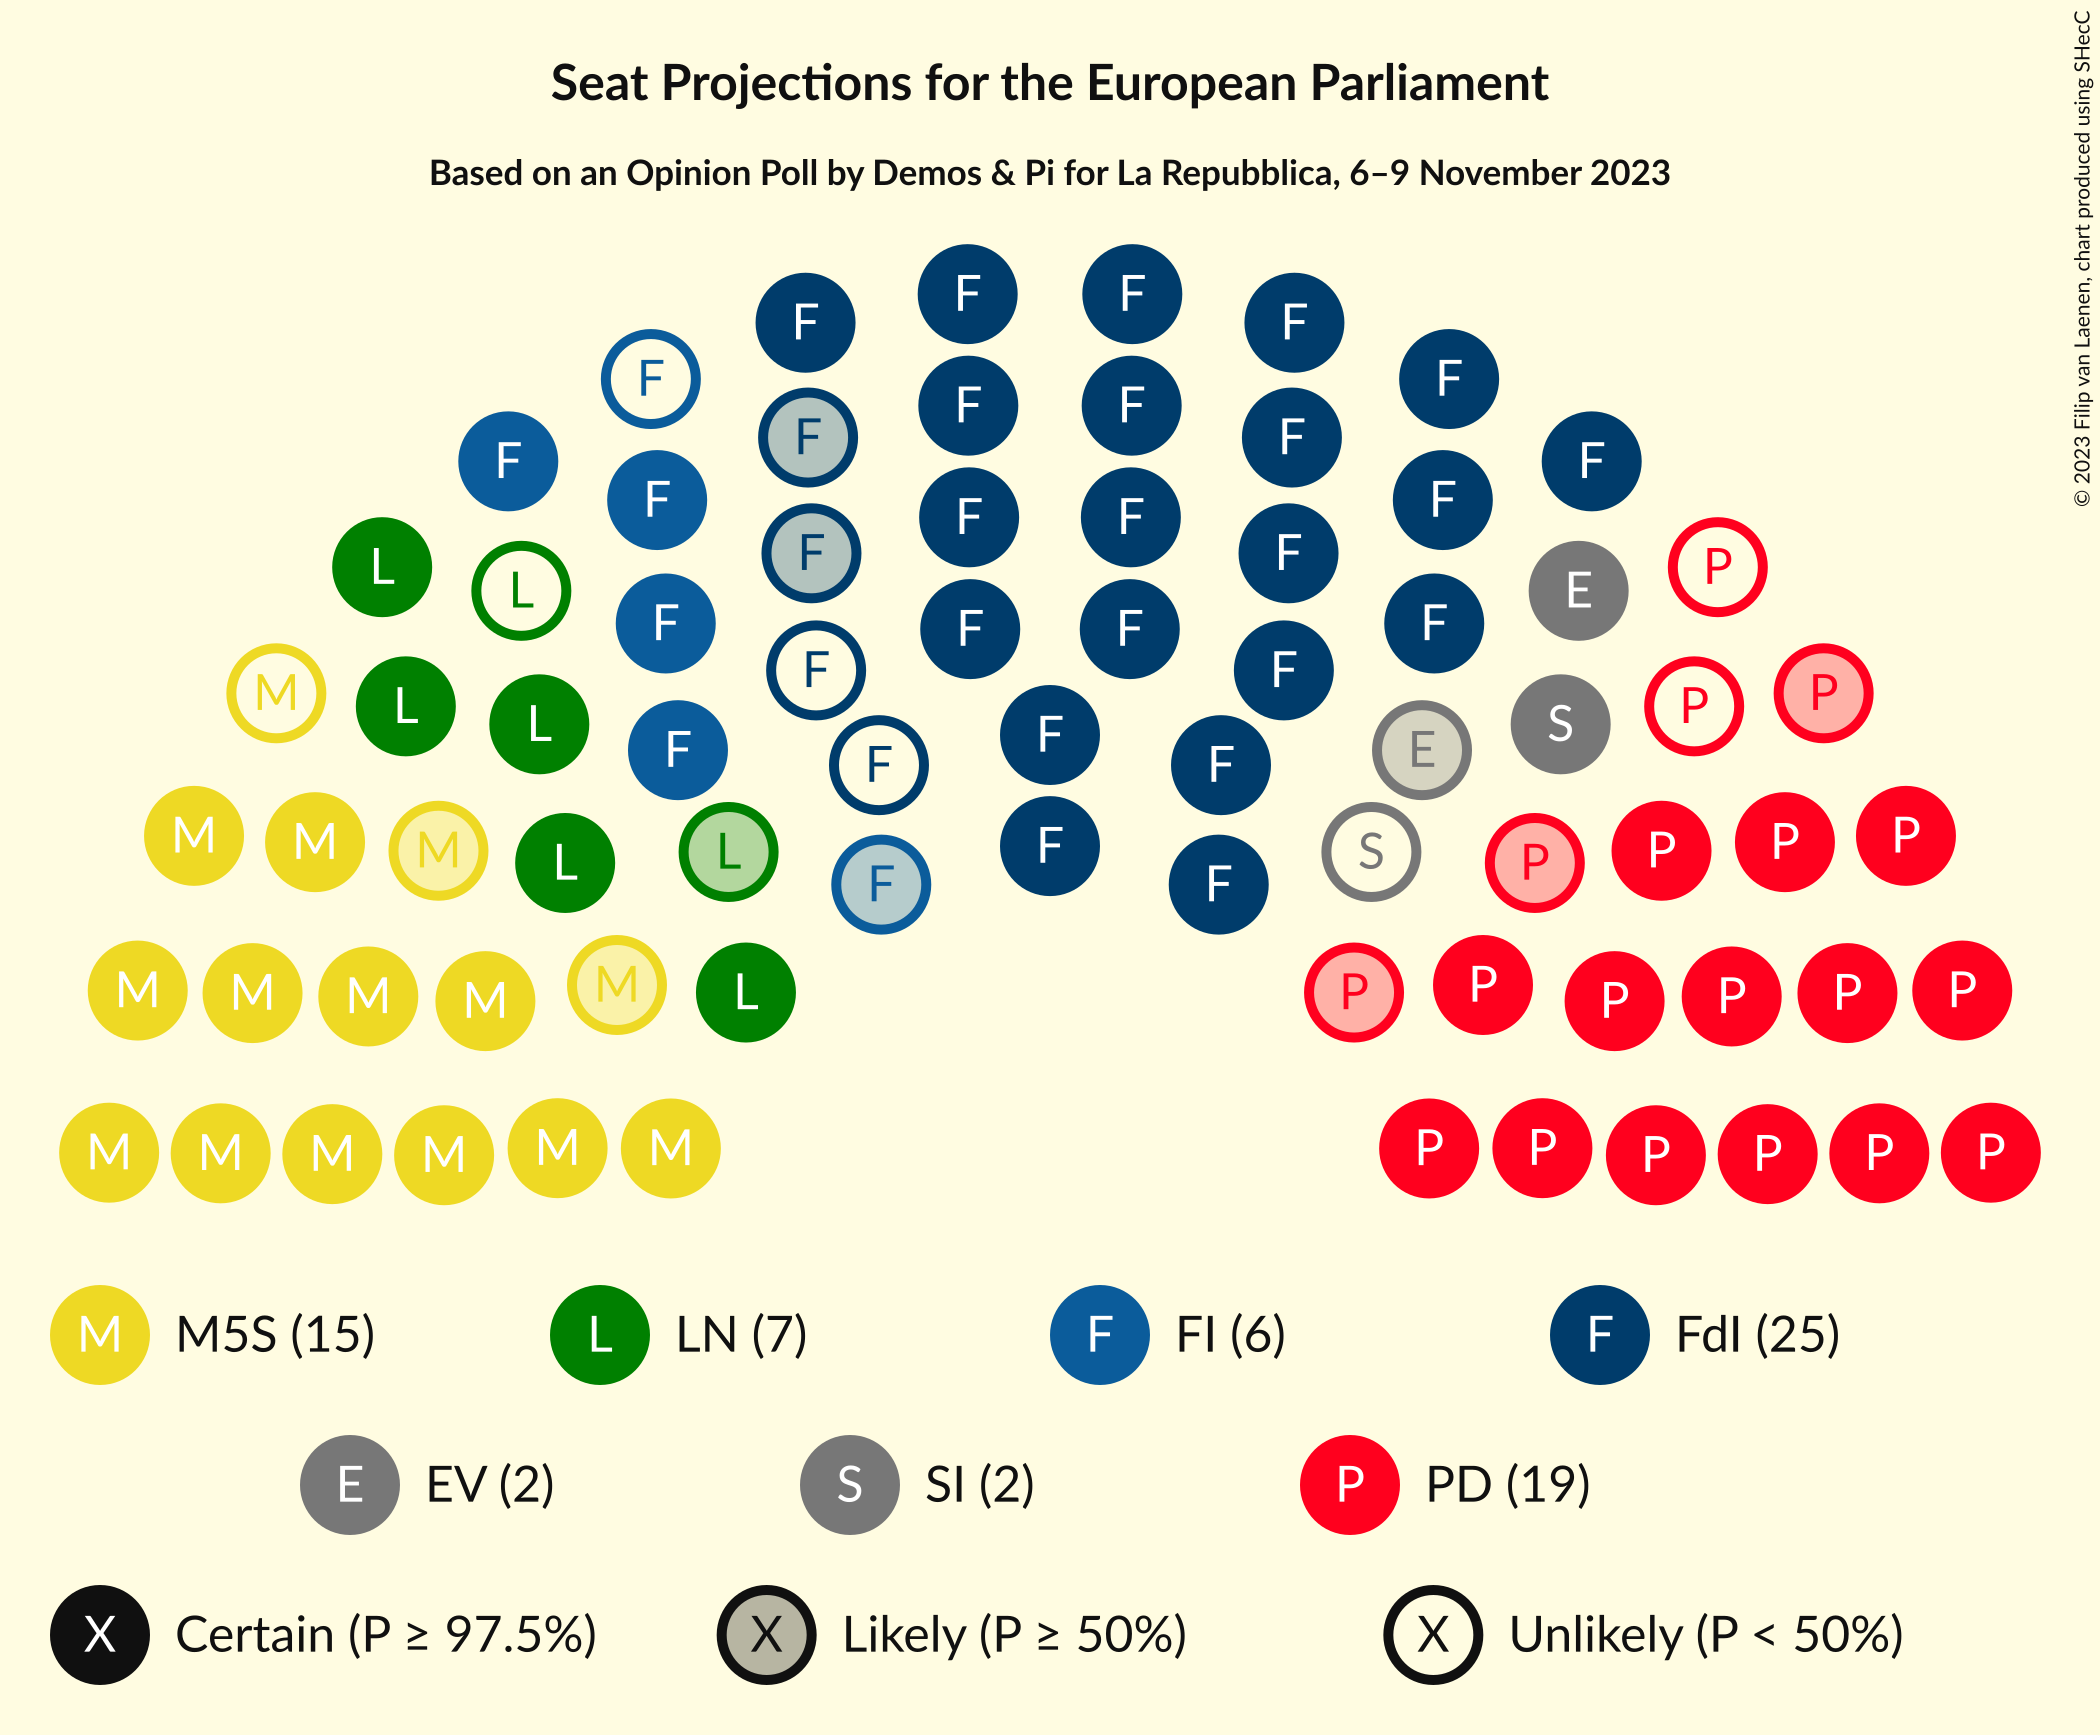 Seat Projections for the European Parliament
Based on an Opinion Poll by Demos & Pi for La Repubblica, 6–9 November 2023
© 2023 Filip van Laenen, chart produced using SHecC
F F F F
F F
F F F F
F F
F F F F
F F
L L F F E P
F F F F
M L L F F S P P
F F F E F
M M M L L F F F S P P P P
M M M M M L P P P P P P
M M M M M M P P P P P P
M M5S (15) L LN (7) F FI (6) F FdI (25)
E EV (2) S SI (2) P PD (19)
X Certain (P ≥ 97.5%) X Likely (P ≥ 50%) X Unlikely (P < 50%)